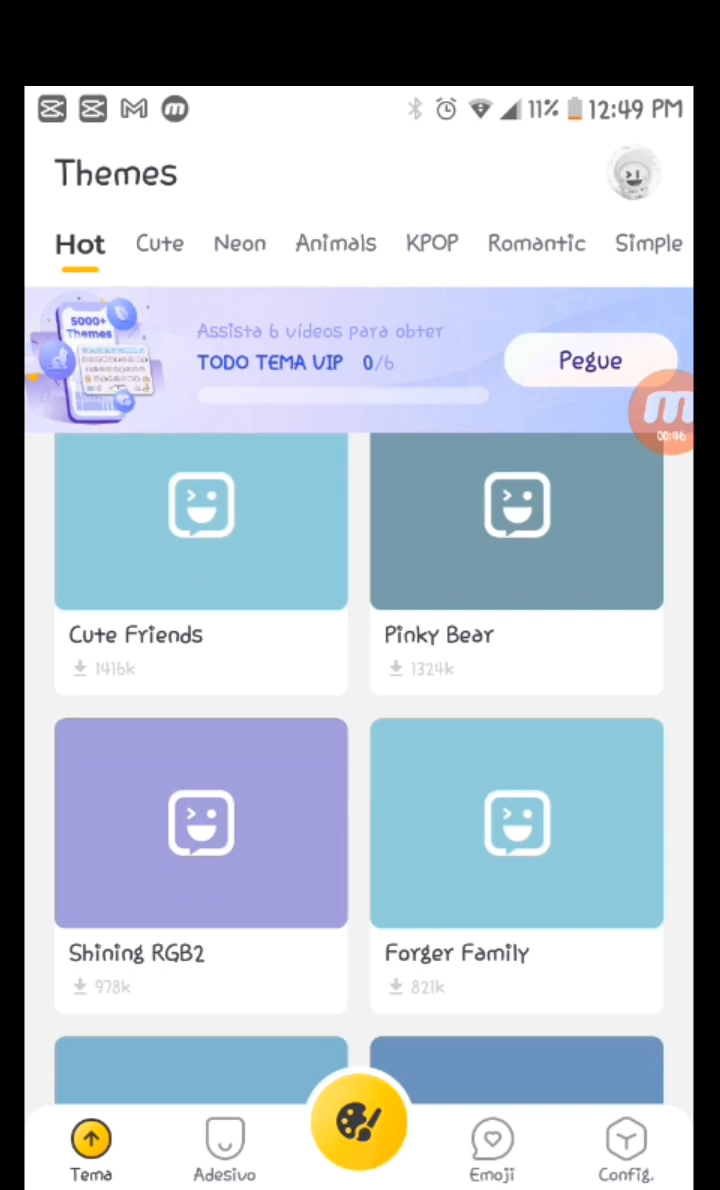 11% 12:49 PM
Themes
Hot Cute Neon Animals KPOP Romantic Simple
5000+
Themes
Assista 6 vídeos para obter
TODO TEMA VIP 0/6
Pegue
00:46
Cute Friends
1416k
Pinky Bear
1324k
Shining RGB2
978k
Forger Family
821k
Tema Adesivo Emoji Config.